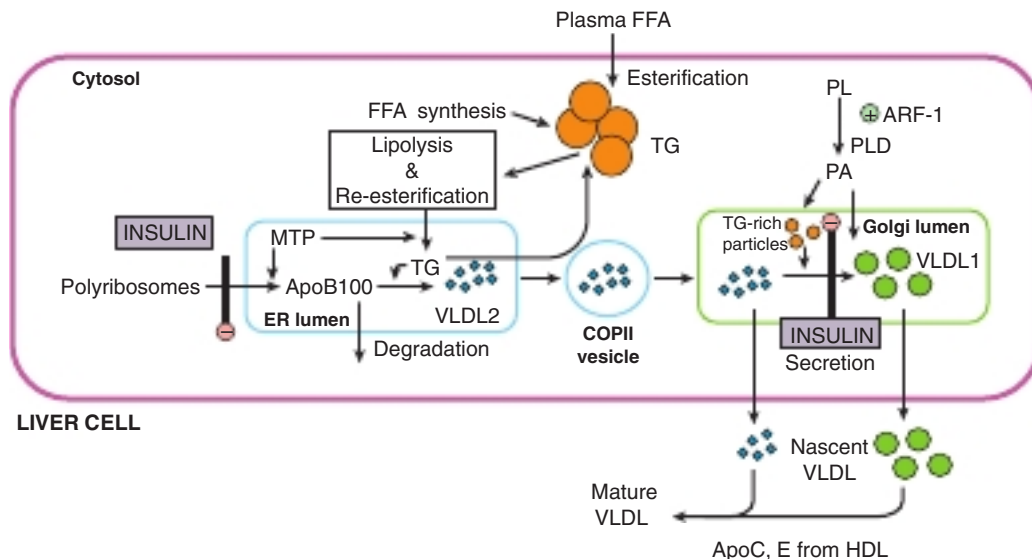 Plasma FFA
Cytosol
Esterification
FFA synthesis
TG
PL
+ ARF-1
PLD
PA
Lipolysis
&
Re-esterification
INSULIN
MTP
TG
Polyribosomes
ApoB100
ER lumen
VLDL2
Degradation
−
COPII
vesicle
TG-rich
particles
−
Golgi lumen
VLDL1
INSULIN
Secretion
LIVER CELL
Nascent
VLDL
Mature
VLDL
ApoC, E from HDL